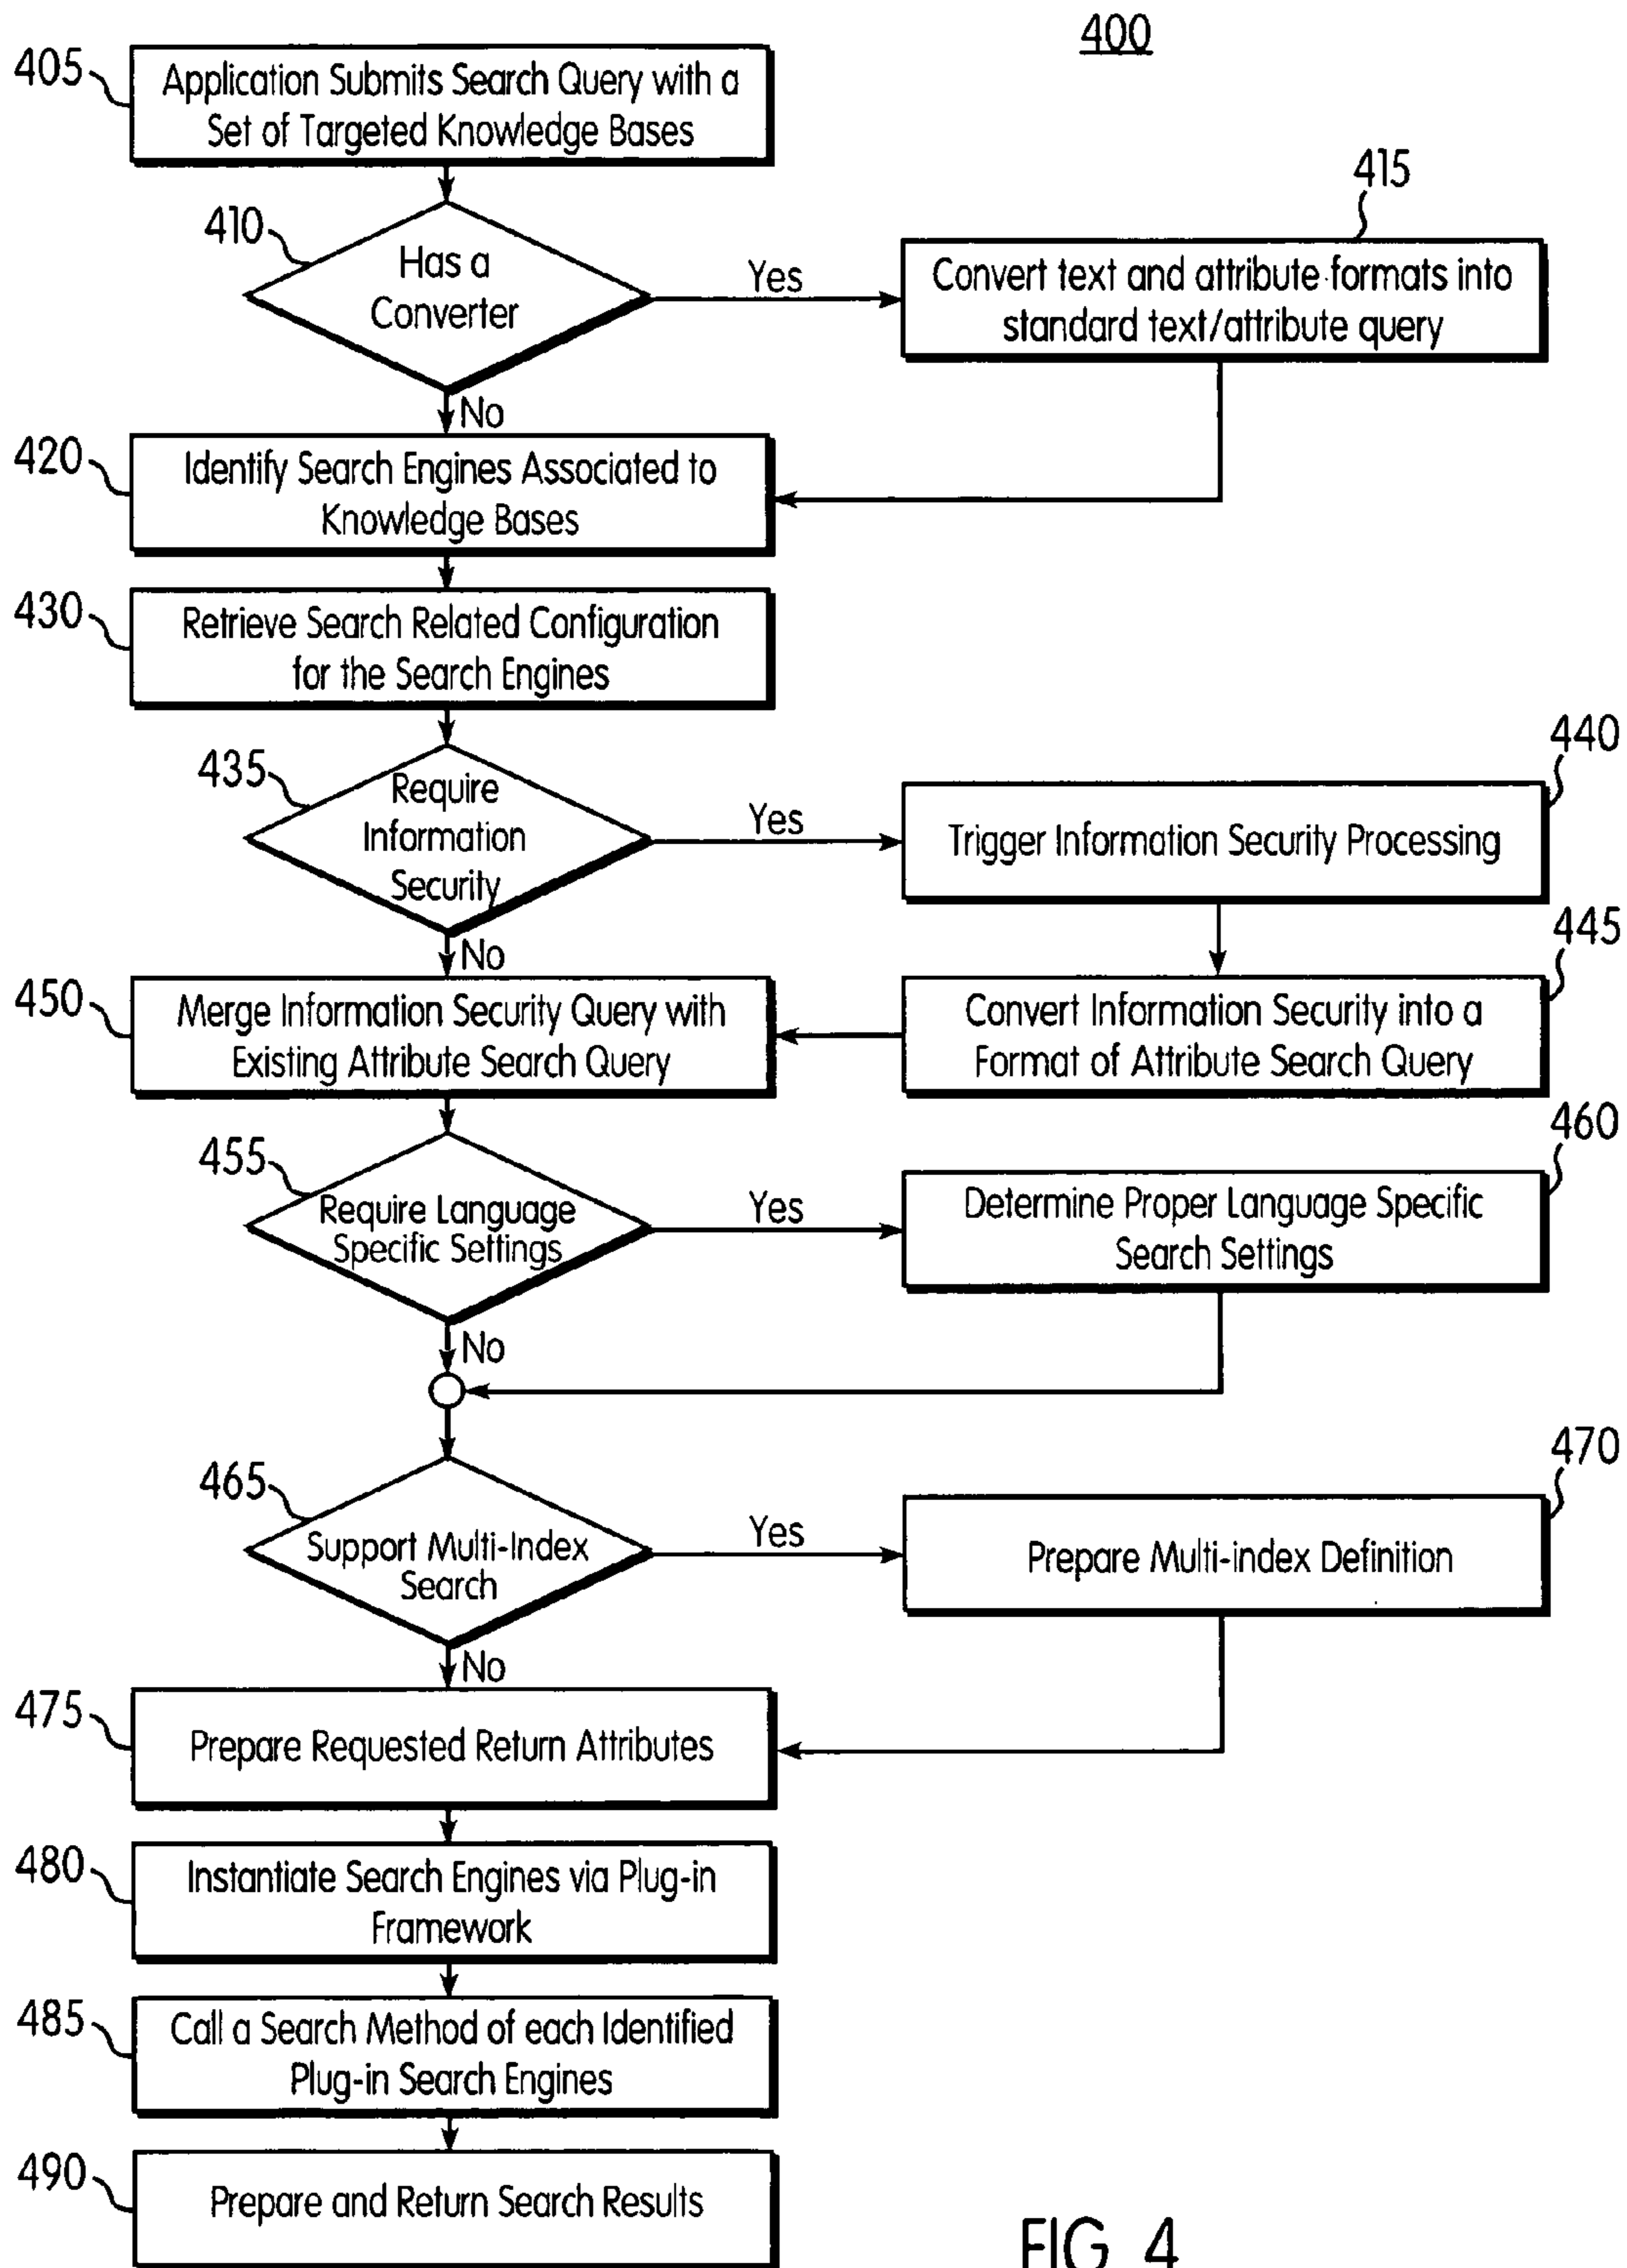 400
405
Application Submits Search Query with a
Set of Targeted Knowledge Bases
410
Has a
Converter
Yes
415
Convert text and attribute formats into
standard text/attribute query
No
420
Identify Search Engines Associated to
Knowledge Bases
430
Retrieve Search Related Configuration
for the Search Engines
435
Require
Information
Security
Yes
440
Trigger Information Security Processing
No
445
Convert Information Security into a
Format of Attribute Search Query
450
Merge Information Security Query with
Existing Attribute Search Query
455
Require Language
Specific Settings
Yes
460
Determine Proper Language Specific
Search Settings
No
465
Support Multi-Index
Search
Yes
470
Prepare Multi-index Definition
No
475
Prepare Requested Return Attributes
480
Instantiate Search Engines via Plug-in
Framework
485
Call a Search Method of each Identified
Plug-in Search Engines
490
Prepare and Return Search Results
FIG. 4